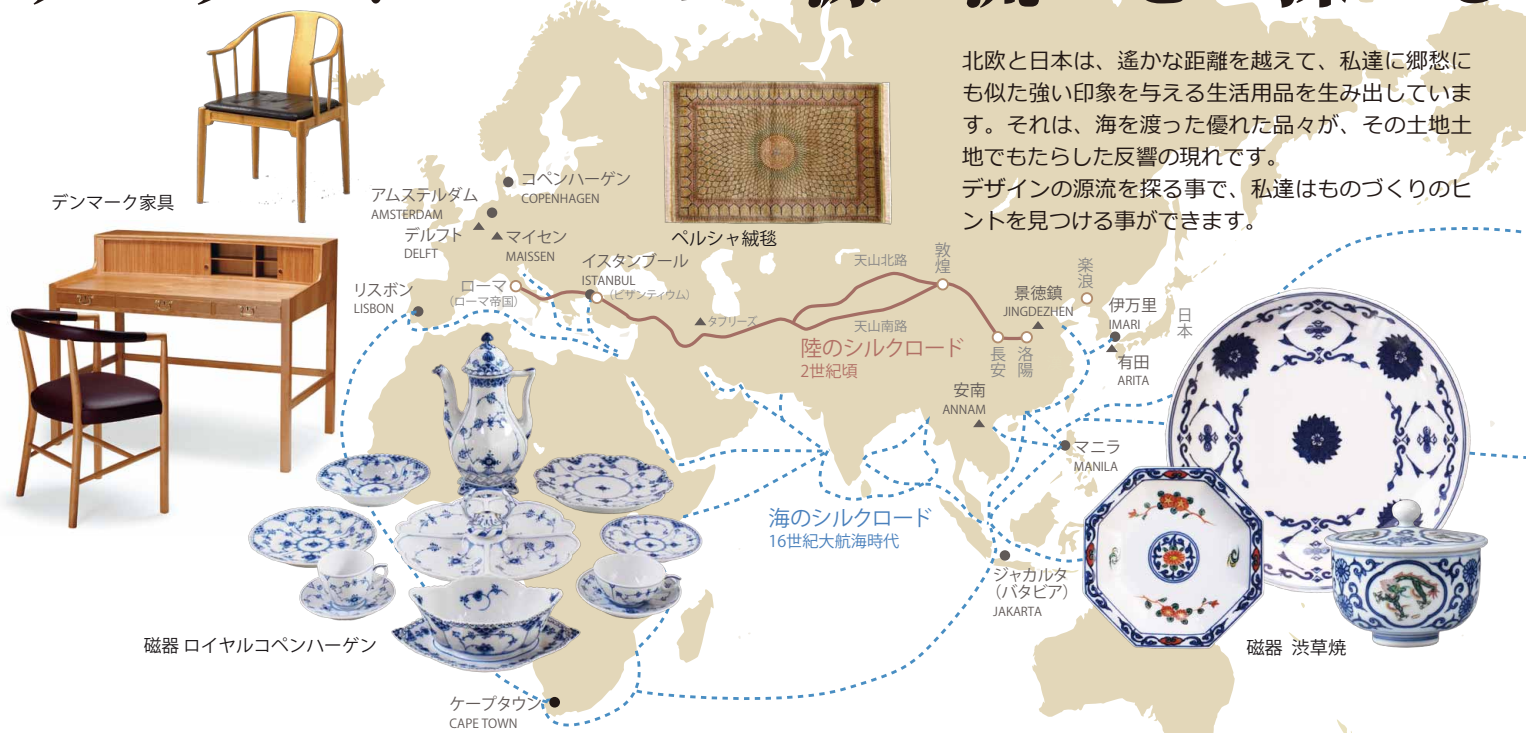 源流を探る
北欧と日本は、遙かな距離を越えて、私達に郷愁に
も似た強い印象を与える生活用品を生み出していま
す。それは、海を渡った優れた品々が、その土地土
地でもたらした反響の現れです。
デザインの源流を探る事で、私達はものづくりのヒ
ントを見つける事ができます。
デンマーク家具
アムステルダム
AMSTERDAM
コペンハーゲン
COPENHAGEN
デルフト
DELFT
マイセン
MAISSEN
ペルシャ絨毯
イスタンブール
ISTANBUL
(ビザンティウム)
ローマ
(ローマ帝国)
リスボン
LISBON
タブリーズ
天山北路
天山南路
敦煌
陸のシルクロード
2世紀頃
長安
洛陽
楽浪
景徳鎮
JINGDEZHEN
伊万里
IMARI
日本
有田
ARITA
安南
ANNAM
マニラ
MANILA
海のシルクロード
16世紀大航海時代
ジャカルタ
(バタビア)
JAKARTA
磁器 ロイヤルコペンハーゲン
磁器 渋草焼
ケープタウン
CAPE TOWN